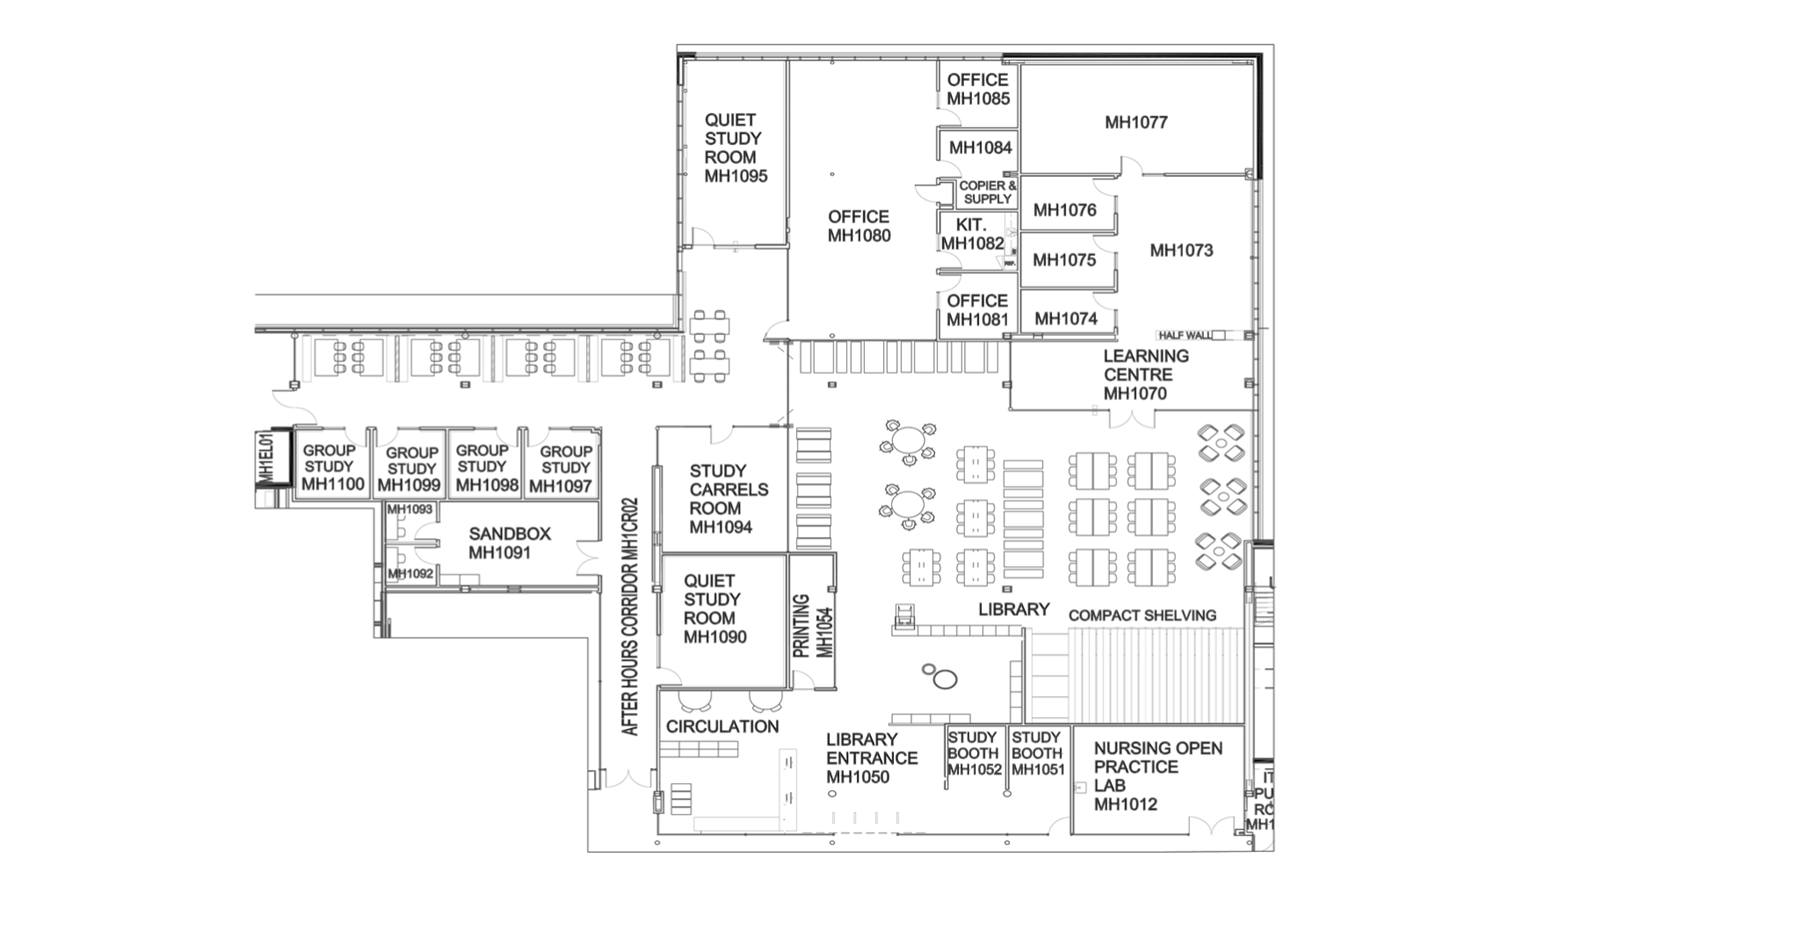 OFFICE
MH1085
QUIET
STUDY
ROOM
MH1095
MH1077
MH1084
COPIER &
SUPPLY
OFFICE
MH1080
KIT.
MH1082
MH1076
MH1075
MH1073
OFFICE
MH1081
MH1074
HALF WALL
LEARNING
CENTRE
MH1070
MH1EL01
GROUP
STUDY
MH1100
GROUP
STUDY
MH1099
GROUP
STUDY
MH1098
GROUP
STUDY
MH1097
STUDY
CARRELS
ROOM
MH1094
MH1093
SANDBOX
MH1091
MH1092
AFTER HOURS CORRIDOR MH1CR02
QUIET
STUDY
ROOM
MH1090
PRINTING
MH1054
LIBRARY
COMPACT SHELVING
CIRCULATION
LIBRARY
ENTRANCE
MH1050
STUDY
BOOTH
MH1052
STUDY
BOOTH
MH1051
NURSING OPEN
PRACTICE
LAB
MH1012
IT
PU
RO
MH1